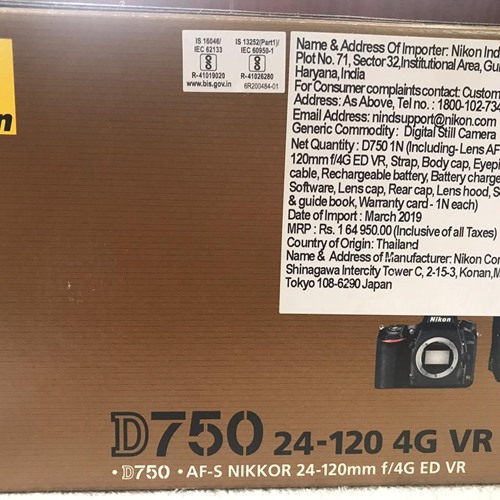 n
IS 16046/
IEC 62133
R-41019020
www.bis.gov.in
IS 13252(Part1)/
IEC 60950-1
R-41026280
6R200484-01
Name & Address Of Importer: Nikon Ind
Plot No. 71, Sector 32, Institutional Area, Gu
Haryana, India
For Consumer complaints contact: Custom
Address: As Above, Tel no. : 1800-102-734
Email Address: nindsupport@nikon.com
Generic Commodity : Digital Still Camera
Net Quantity : D750 1N (Including- Lens AF
120mm f/4G ED VR, Strap, Body cap, Eyepi
cable, Rechargeable battery, Battery charge
Software, Lens cap, Rear cap, Lens hood, S
& guide book, Warranty card - 1N each)
Date of Import : March 2019
MRP : Rs. 1 64 950.00 (Inclusive of all Taxes)
Country of Origin: Thailand
Name & Address of Manufacturer: Nikon Cor
Shinagawa Intercity Tower C, 2-15-3, Konan, M
Tokyo 108-6290 Japan
Nikon
D750 24-120 4G VR
• D750 • AF-S NIKKOR 24-120mm f/4G ED VR